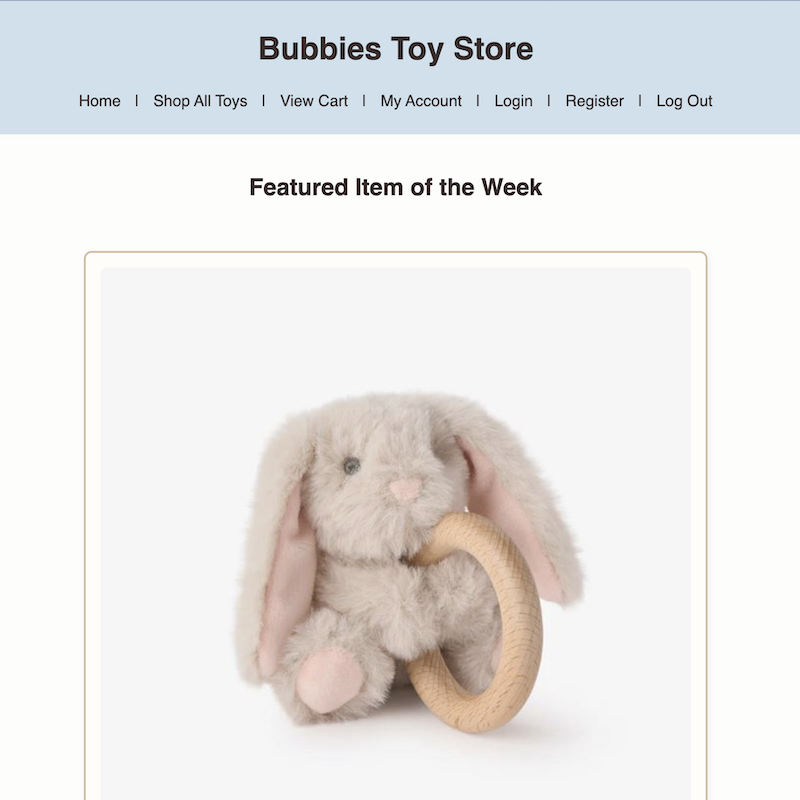 Bubbies Toy Store
Home | Shop All Toys | View Cart | My Account | Login | Register | Log Out
Featured Item of the Week